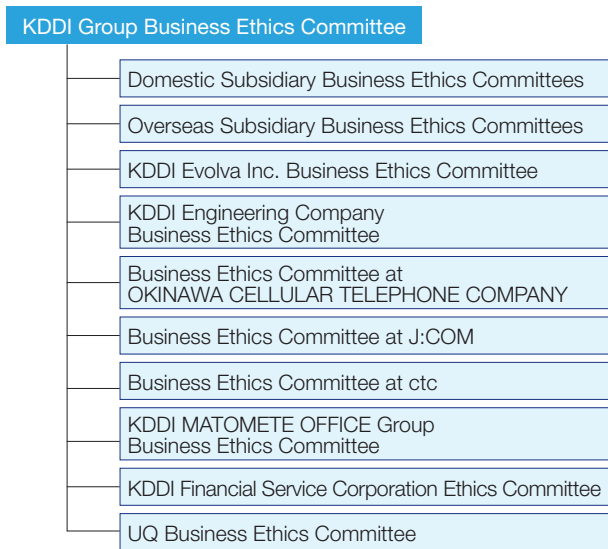 KDDI Group Business Ethics Committee
Domestic Subsidiary Business Ethics Committees
Overseas Subsidiary Business Ethics Committees
KDDI Evolva Inc. Business Ethics Committee
KDDI Engineering Company
Business Ethics Committee
Business Ethics Committee at
OKINAWA CELLULAR TELEPHONE COMPANY
Business Ethics Committee at J:COM
Business Ethics Committee at ctc
KDDI MATOMETE OFFICE Group
Business Ethics Committee
KDDI Financial Service Corporation Ethics Committee
UQ Business Ethics Committee